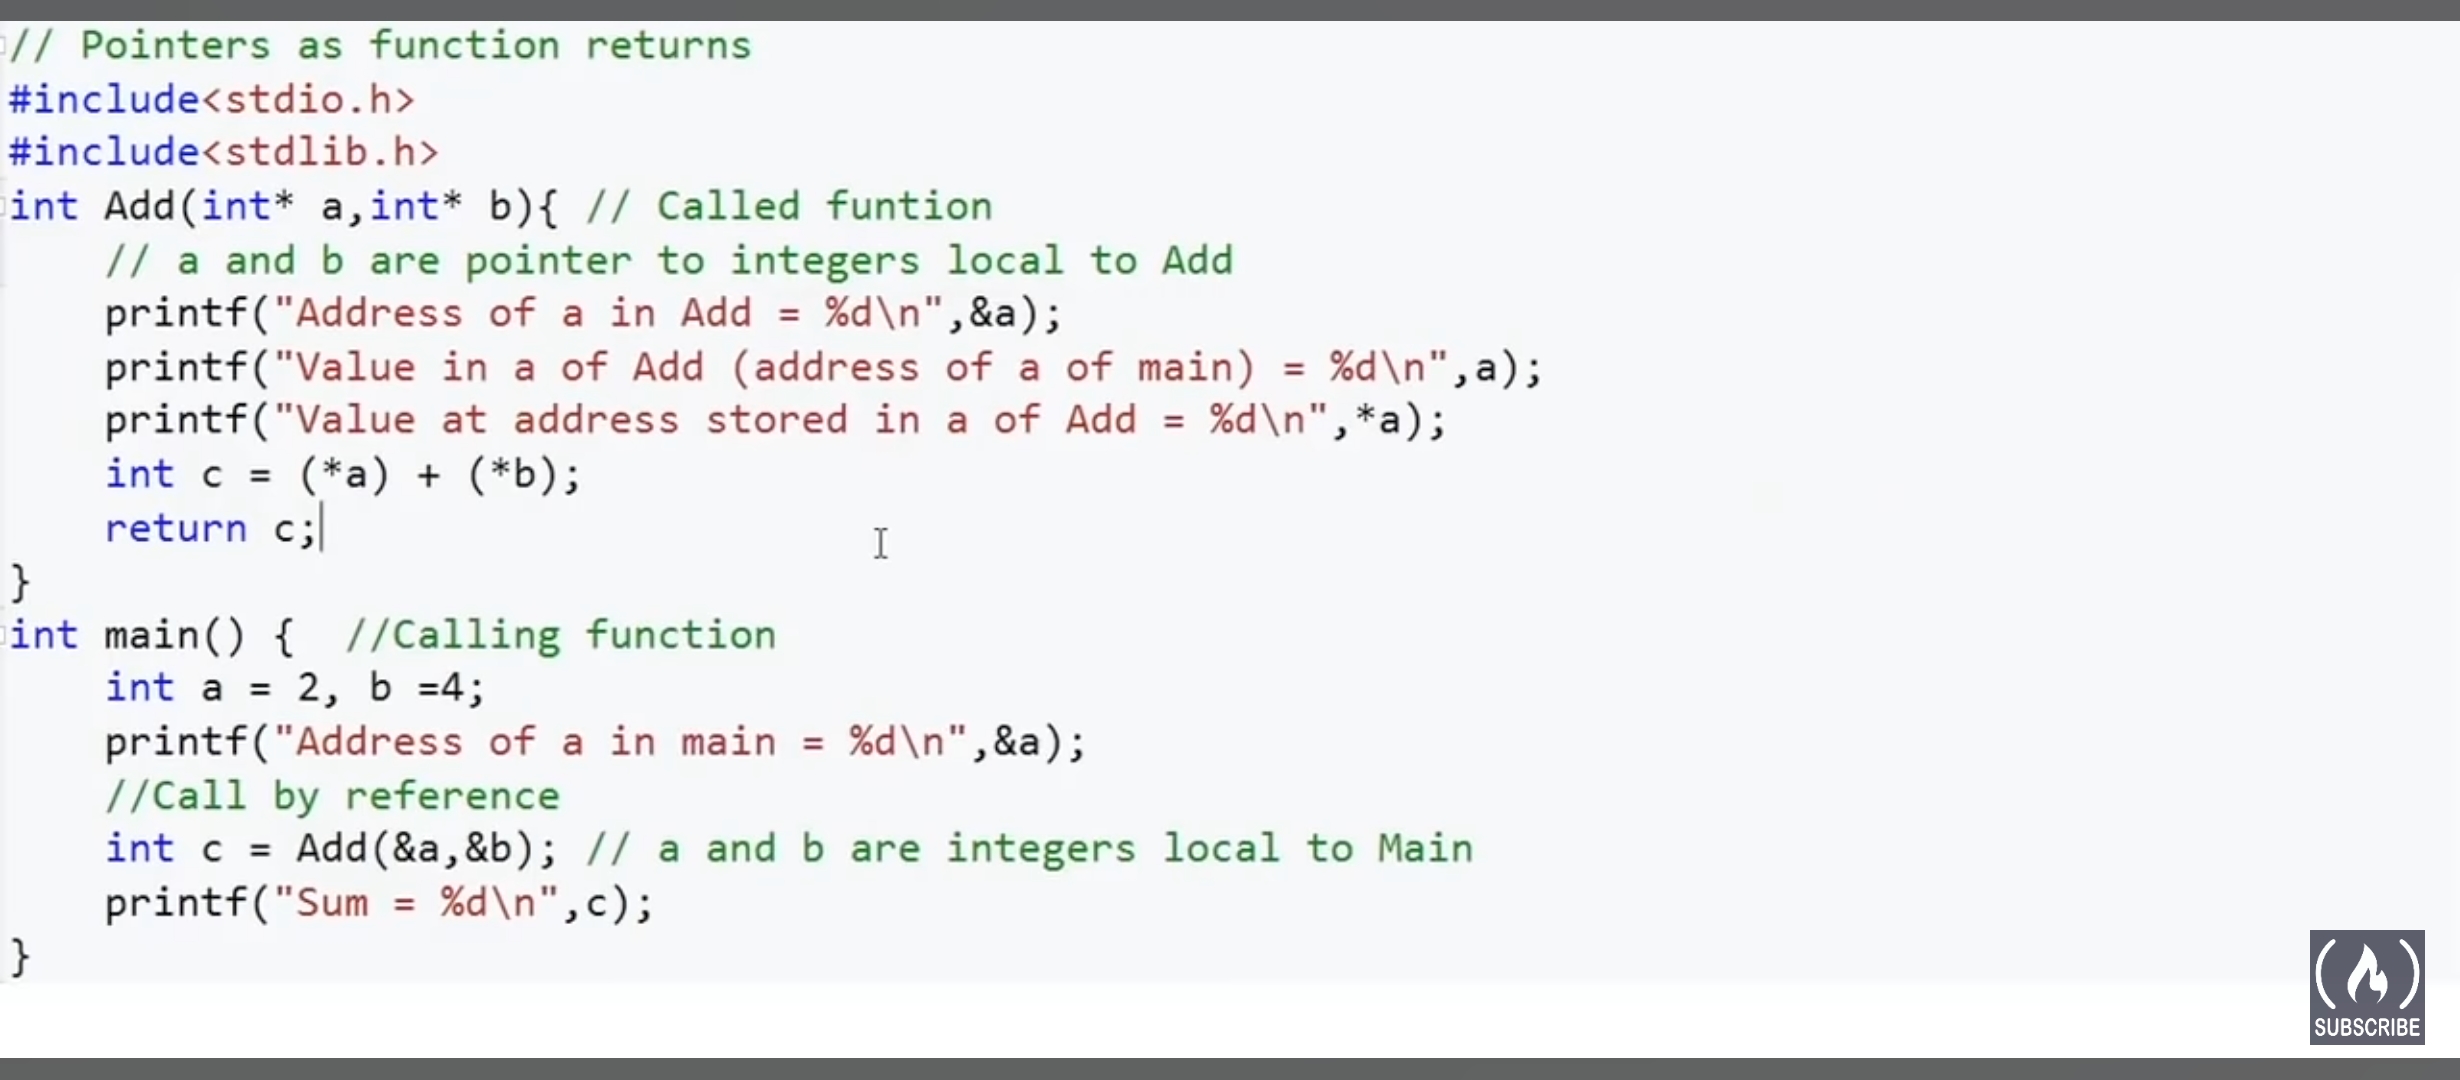 // Pointers as function returns
#include<stdio.h>
#include<stdlib.h>
int Add(int* a,int* b){ // Called funtion
    // a and b are pointer to integers local to Add
    printf("Address of a in Add = %d\n",&a);
    printf("Value in a of Add (address of a of main) = %d\n",a);
    printf("Value at address stored in a of Add = %d\n",*a);
    int c = (*a) + (*b);
    return c;
}
int main() {  //Calling function
    int a = 2, b =4;
    printf("Address of a in main = %d\n",&a);
    //Call by reference
    int c = Add(&a,&b); // a and b are integers local to Main
    printf("Sum = %d\n",c);
}
SUBSCRIBE